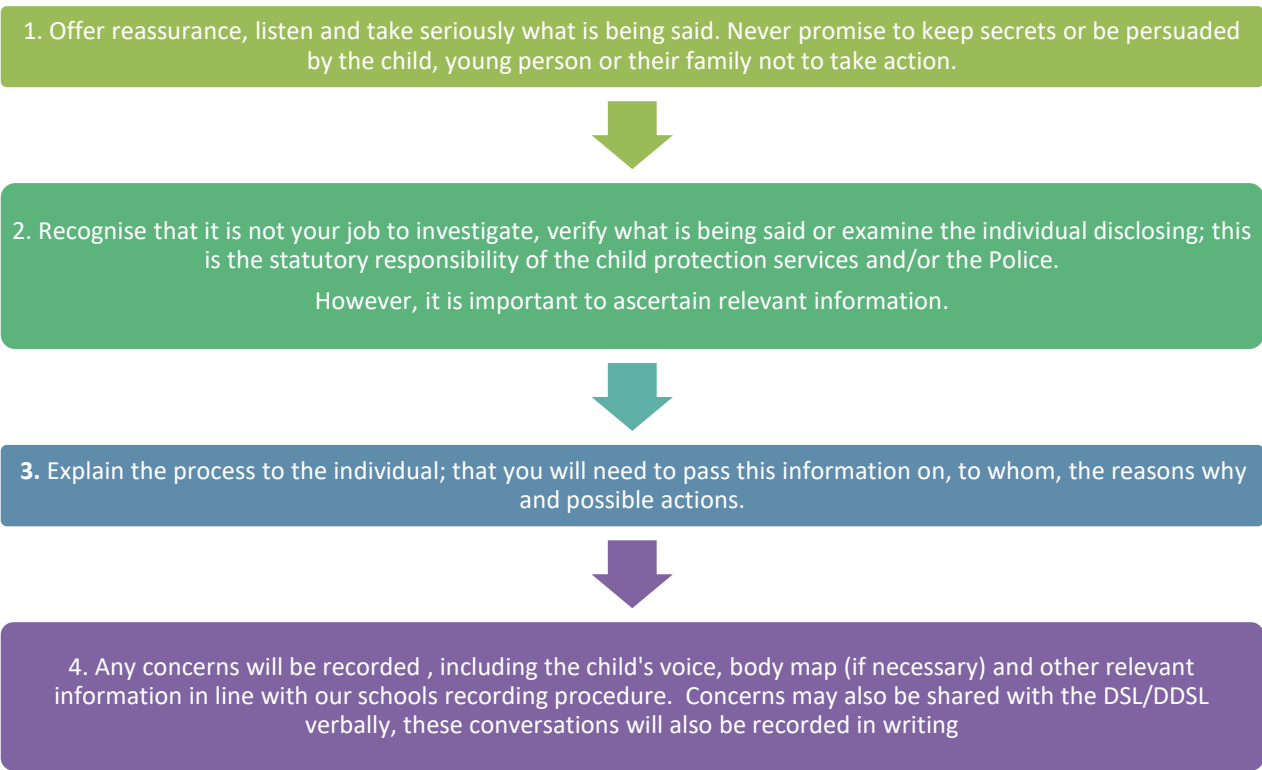 1. Offer reassurance, listen and take seriously what is being said. Never promise to keep secrets or be persuaded
by the child, young person or their family not to take action.
2. Recognise that it is not your job to investigate, verify what is being said or examine the individual disclosing; this
is the statutory responsibility of the child protection services and/or the Police.
However, it is important to ascertain relevant information.
3. Explain the process to the individual; that you will need to pass this information on, to whom, the reasons why
and possible actions.
4. Any concerns will be recorded , including the child's voice, body map (if necessary) and other relevant
information in line with our schools recording procedure.  Concerns may also be shared with the DSL/DDSL
verbally, these conversations will also be recorded in writing